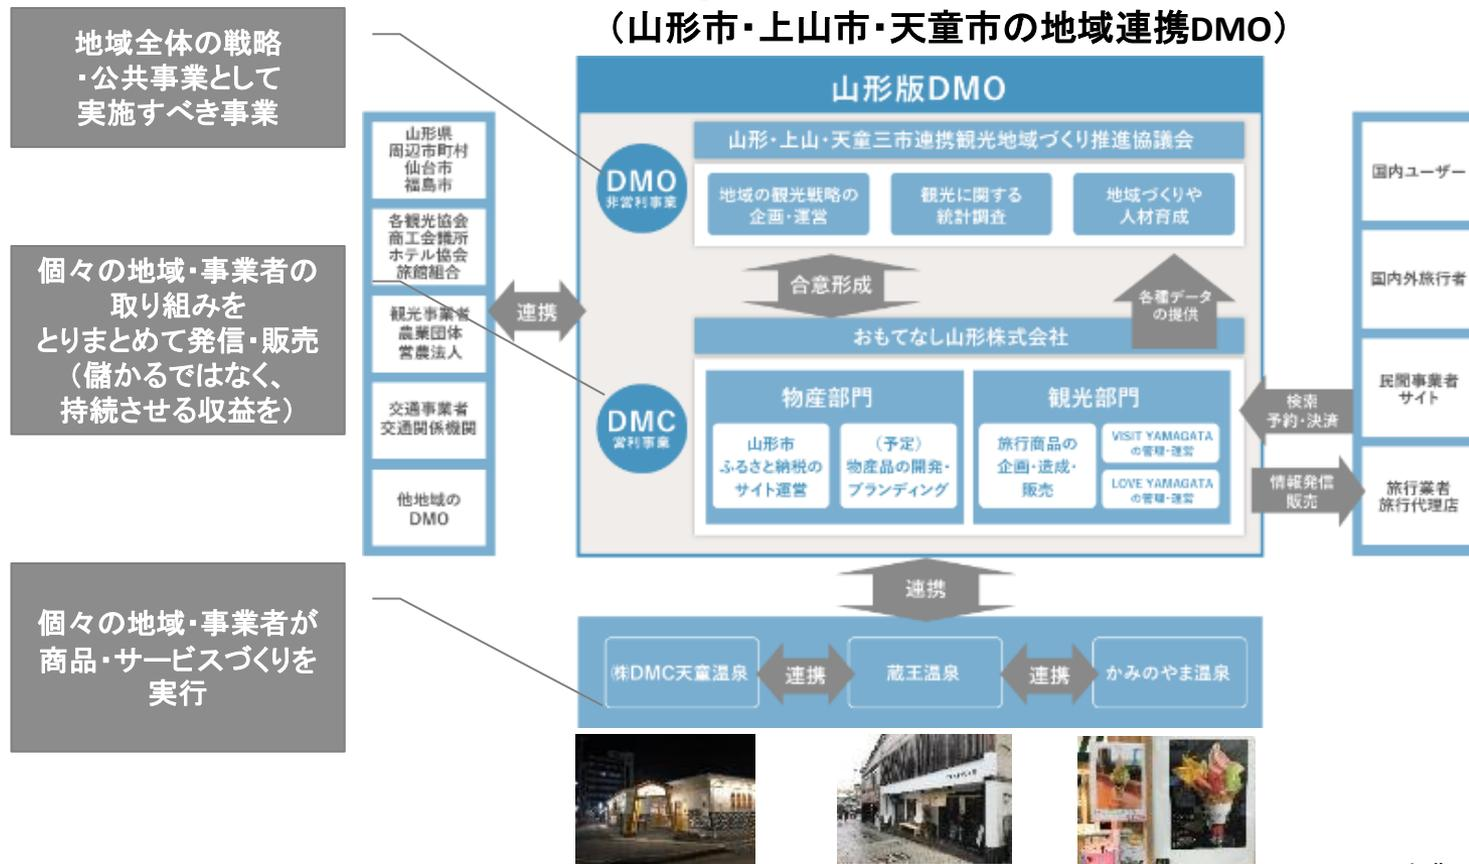 (山形市・上山市・天童市の地域連携DMO)
地域全体の戦略
・公共事業として
実施すべき事業
個々の地域・事業者の
取り組みを
とりまとめて発信・販売
(儲かるではなく、
持続させる収益を)
個々の地域・事業者が
商品・サービスづくりを
実行
山形県
周辺市町村
仙台市
福島市
各観光協会
商工会議所
ホテル協会
旅館組合
観光事業者
農業団体
営農法人
交通事業者
交通関係機関
他地域の
DMO
連携
山形版DMO
DMO
非営利事業
山形・上山・天童三市連携観光地域づくり推進協議会
地域の観光戦略の
企画・運営
観光に関する
統計調査
地域づくりや
人材育成
合意形成
各種データ
の提供
おもてなし山形株式会社
DMC
営利事業
物産部門
山形市
ふるさと納税の
サイト運営
(予定)
物産品の開発・
ブランディング
観光部門
旅行商品の
企画・造成・
販売
VISIT YAMAGATA
の管理・運営
LOVE YAMAGATA
の管理・運営
検索
予約・決済
情報発信
販売
国内ユーザー
国内外旅行者
民間事業者
サイト
旅行業者
旅行代理店
連携
㈱DMC天童温泉
連携
蔵王温泉
連携
かみのやま温泉